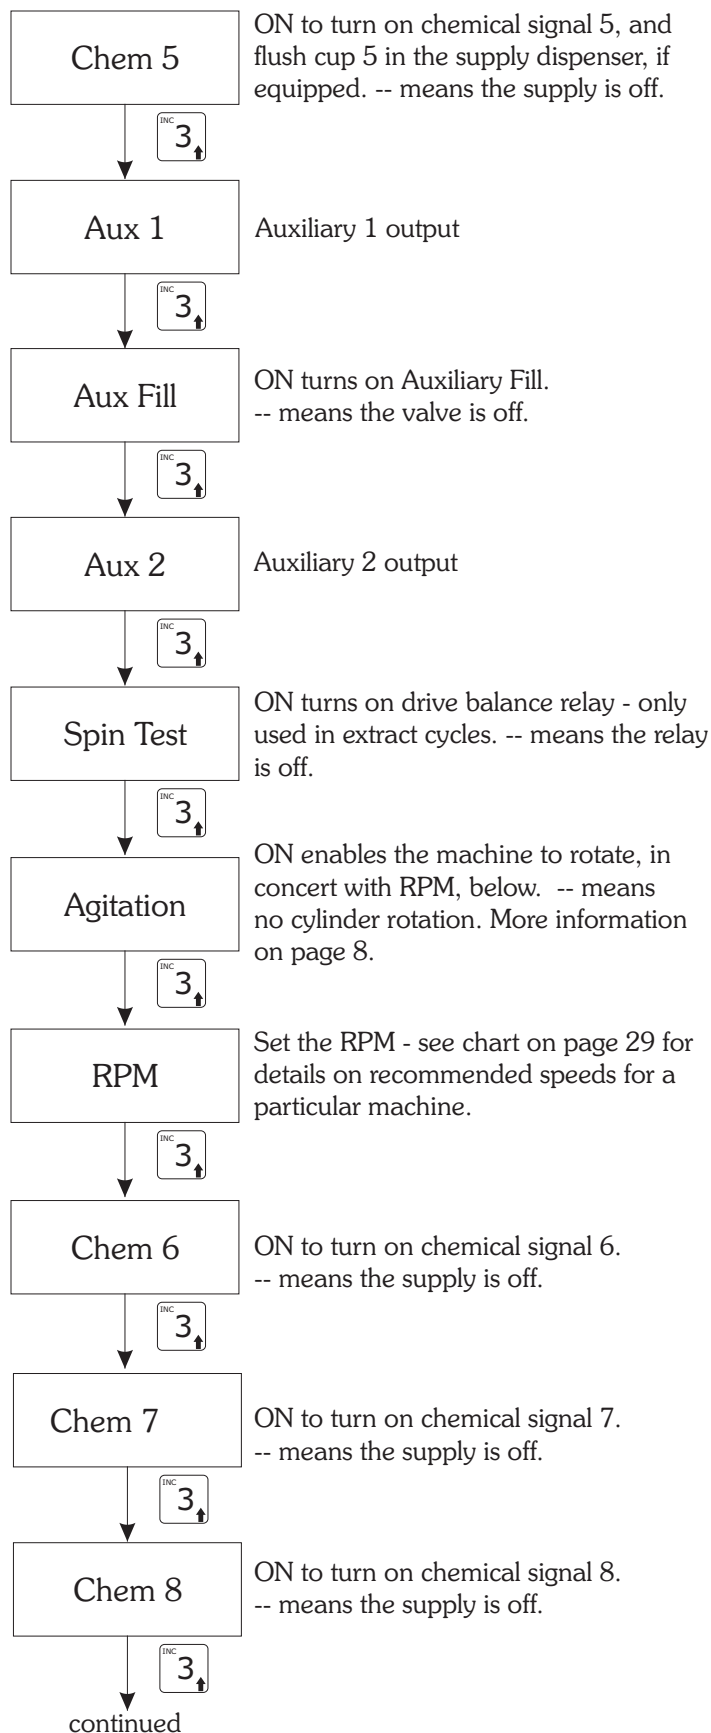 Chem 5
ON to turn on chemical signal 5, and
flush cup 5 in the supply dispenser, if
equipped. -- means the supply is off.
INC
3
Aux 1
Auxiliary 1 output
INC
3
Aux Fill
ON turns on Auxiliary Fill.
-- means the valve is off.
INC
3
Aux 2
Auxiliary 2 output
INC
3
Spin Test
ON turns on drive balance relay - only
used in extract cycles. -- means the relay
is off.
INC
3
Agitation
ON enables the machine to rotate, in
concert with RPM, below.  -- means
no cylinder rotation. More information
on page 8.
INC
3
RPM
Set the RPM - see chart on page 29 for
details on recommended speeds for a
particular machine.
INC
3
Chem 6
ON to turn on chemical signal 6.
-- means the supply is off.
INC
3
Chem 7
ON to turn on chemical signal 7.
-- means the supply is off.
INC
3
Chem 8
ON to turn on chemical signal 8.
-- means the supply is off.
INC
3
continued